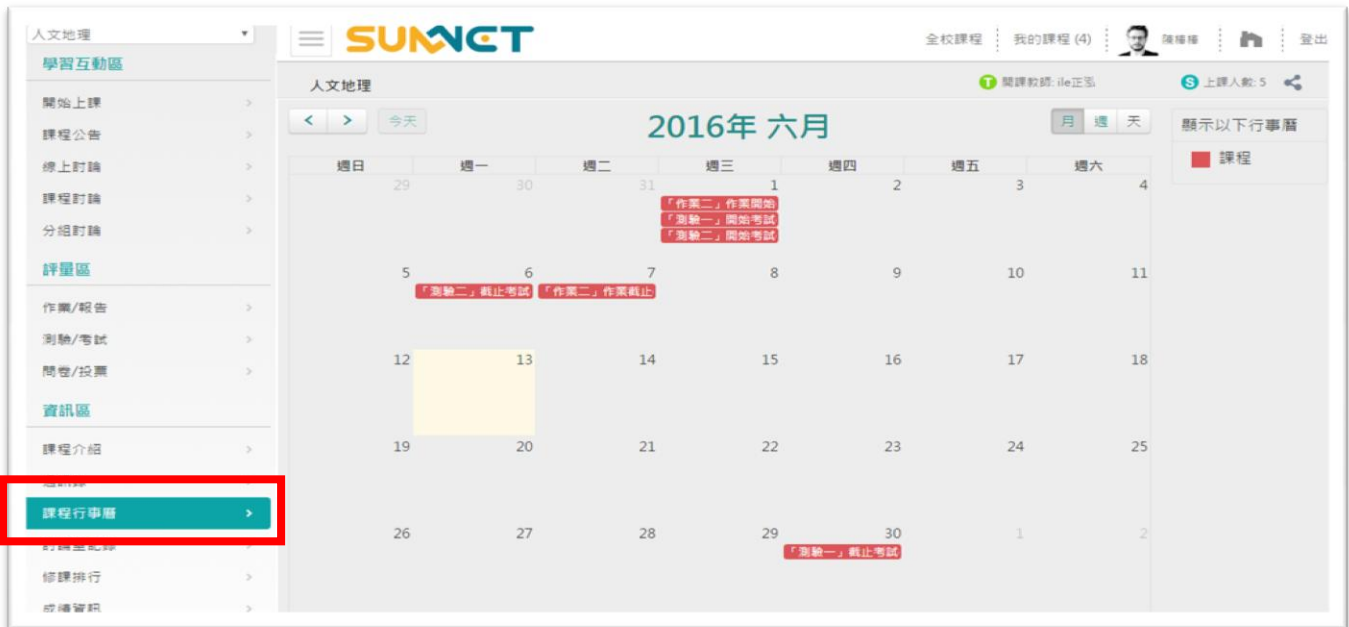 人文地理
學習互動區
開始上課
課程公告
線上討論
課程討論
分組討論
評量區
作業/報告
測驗/考試
問卷/投票
資訊區
課程介紹
課程行事曆
修課排行
成績資訊
SUNNET
全校課程
我的課程 (4)
登出
人文地理
T 開課教師: ile正泓
S 上課人數: 5
< > 今天
2016年 六月
月 週 天
顯示以下行事曆
課程
週日 週一 週二 週三 週四 週五 週六
29 30 31 1 2 3 4
「作業二」作業開始
「測驗一」開始考試
「測驗二」開始考試
5 6 7 8 9 10 11
「測驗二」截止考試 「作業二」作業截止
12 13 14 15 16 17 18
19 20 21 22 23 24 25
26 27 28 29 30 1 2
「測驗一」截止考試